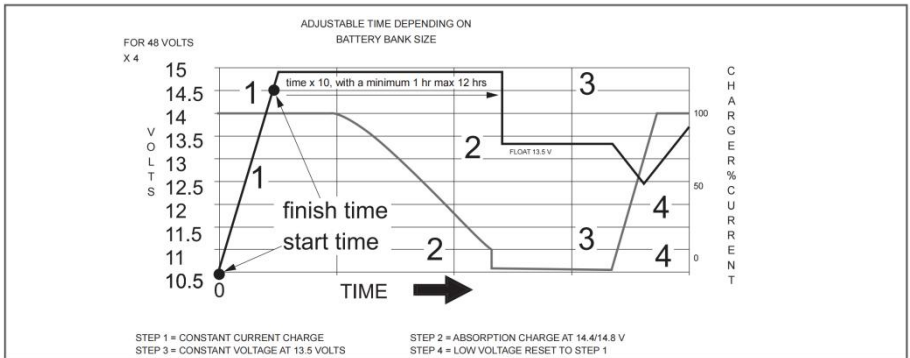 ADJUSTABLE TIME DEPENDING ON
BATTERY BANK SIZE
FOR 48 VOLTS
X 4
15
14.5
14
13.5
13
12.5
12
11.5
11
10.5
VOLTS
1
time x 10, with a minimum 1 hr max 12 hrs
3
2
FLOAT 13.5 V
1
4
finish time
start time
2
3
4
0
TIME
100
50
0
CHARGER%CURRENT
STEP 1 = CONSTANT CURRENT CHARGE
STEP 2 = ABSORPTION CHARGE AT 14.4/14.8 V
STEP 3 = CONSTANT VOLTAGE AT 13.5 VOLTS
STEP 4 = LOW VOLTAGE RESET TO STEP 1